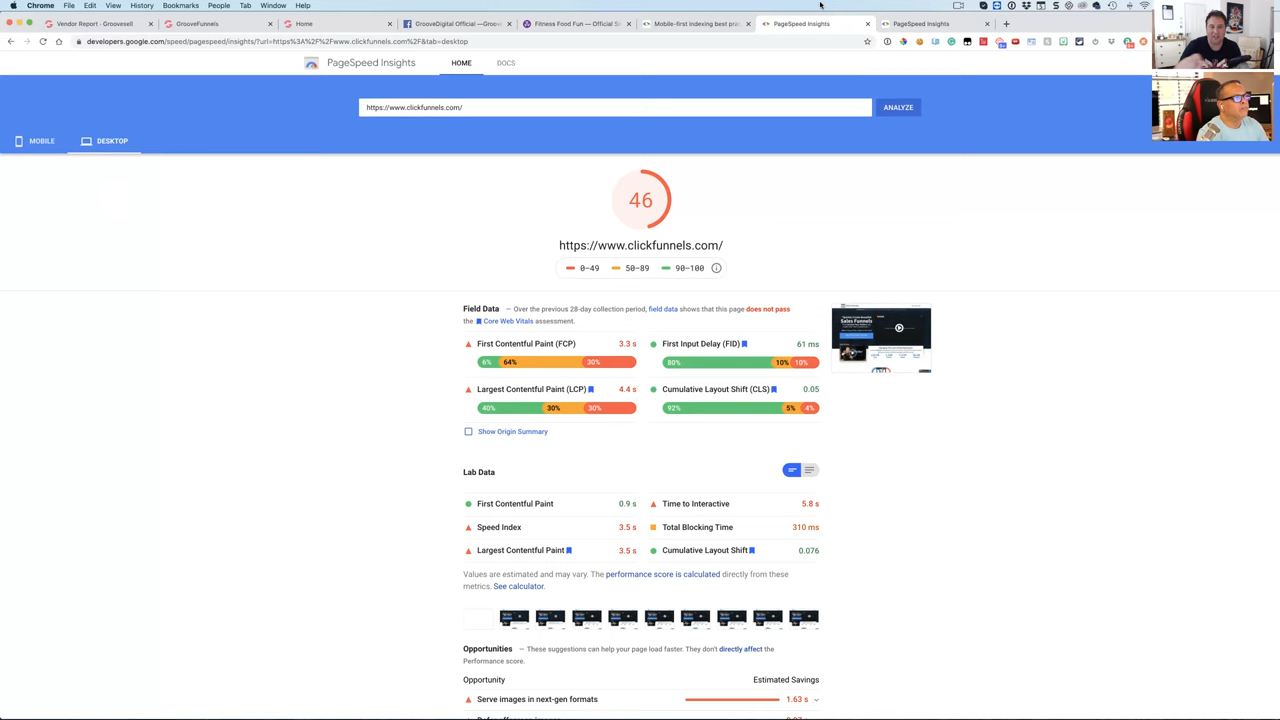 Chrome File Edit View History Bookmarks People Tab Window Help
Vendor Report - Groovesell
GrooveFunnels
Home
GrooveDigital Official —Groov
Fitness Food Fun — Official Si
Mobile-first indexing best prac
PageSpeed Insights
PageSpeed Insights
developers.google.com/speed/pagespeed/insights/?url=https%3A%2F%2Fwww.clickfunnels.com%2F&tab=desktop
PageSpeed Insights HOME DOCS
https://www.clickfunnels.com/ ANALYZE
MOBILE DESKTOP
46
https://www.clickfunnels.com/
0–49 50–89 90–100
Field Data — Over the previous 28-day collection period, field data shows that this page does not pass
the Core Web Vitals assessment.
First Contentful Paint (FCP) 3.3 s First Input Delay (FID) 61 ms
6% 64% 30% 80% 10% 10%
Largest Contentful Paint (LCP) 4.4 s Cumulative Layout Shift (CLS) 0.05
40% 30% 30% 92% 5% 4%
Show Origin Summary
Sales Funnels
Lab Data
First Contentful Paint 0.9 s Time to Interactive 5.8 s
Speed Index 3.5 s Total Blocking Time 310 ms
Largest Contentful Paint 3.5 s Cumulative Layout Shift 0.076
Values are estimated and may vary. The performance score is calculated directly from these
metrics. See calculator.
Opportunities — These suggestions can help your page load faster. They don't directly affect the
Performance score.
Opportunity Estimated Savings
Serve images in next-gen formats 1.63 s